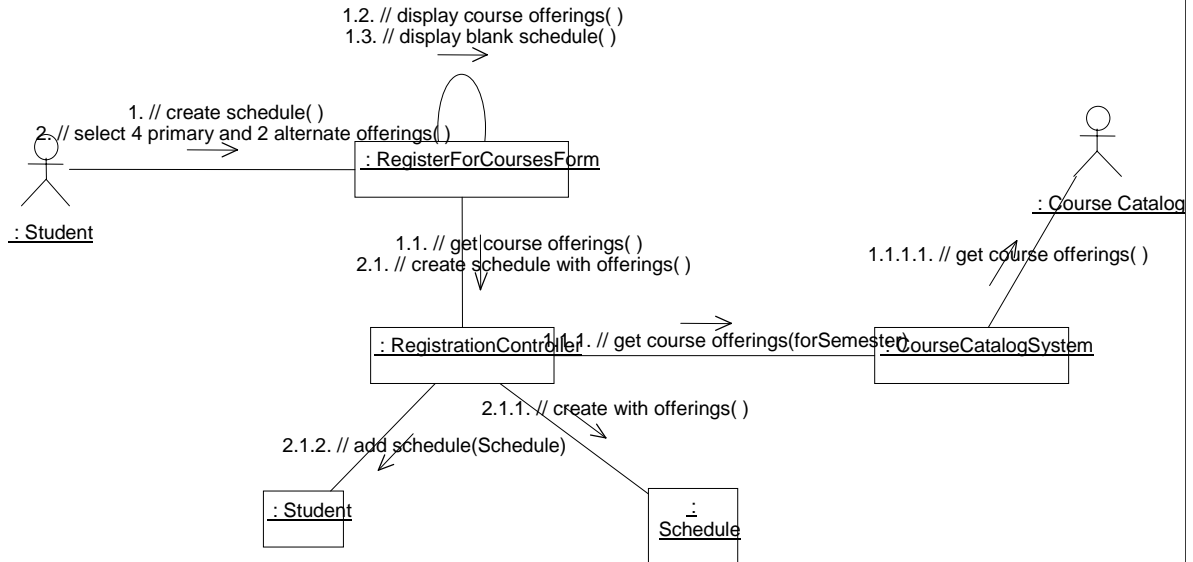 1.2. // display course offerings( )
1.3. // display blank schedule( )
1. // create schedule( )
2. // select 4 primary and 2 alternate offerings( )
: RegisterForCoursesForm
: Student
: Course Catalog
1.1. // get course offerings( )
2.1. // create schedule with offerings( )
1.1.1.1. // get course offerings( )
: RegistrationController
1.1.1. // get course offerings(forSemester)
: CourseCatalogSystem
2.1.1. // create with offerings( )
2.1.2. // add schedule(Schedule)
: Student
:
Schedule